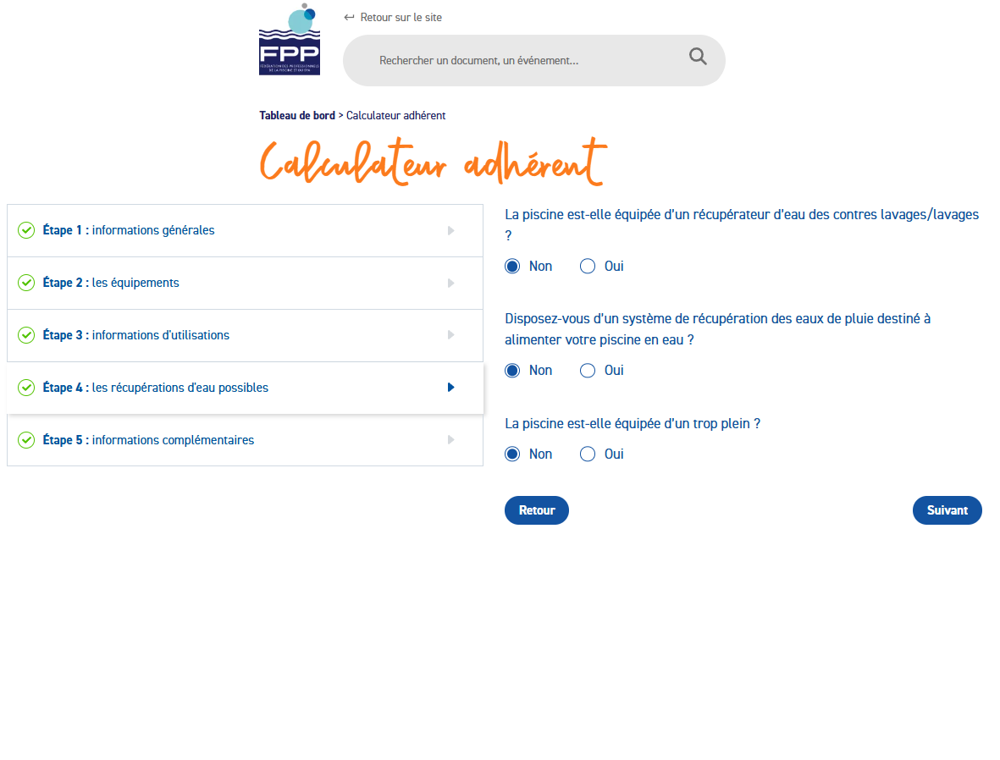 Retour sur le site
FPP
FÉDÉRATION DES PROFESSIONNELS
DE LA PISCINE ET DU SPA
Rechercher un document, un événement...
Tableau de bord > Calculateur adhérent
Calculateur adhérent
Étape 1 : informations générales
Étape 2 : les équipements
Étape 3 : informations d'utilisations
Étape 4 : les récupérations d'eau possibles
Étape 5 : informations complémentaires
La piscine est-elle équipée d’un récupérateur d’eau des contres lavages/lavages
?
Non Oui
Disposez-vous d’un système de récupération des eaux de pluie destiné à
alimenter votre piscine en eau ?
Non Oui
La piscine est-elle équipée d’un trop plein ?
Non Oui
Retour Suivant